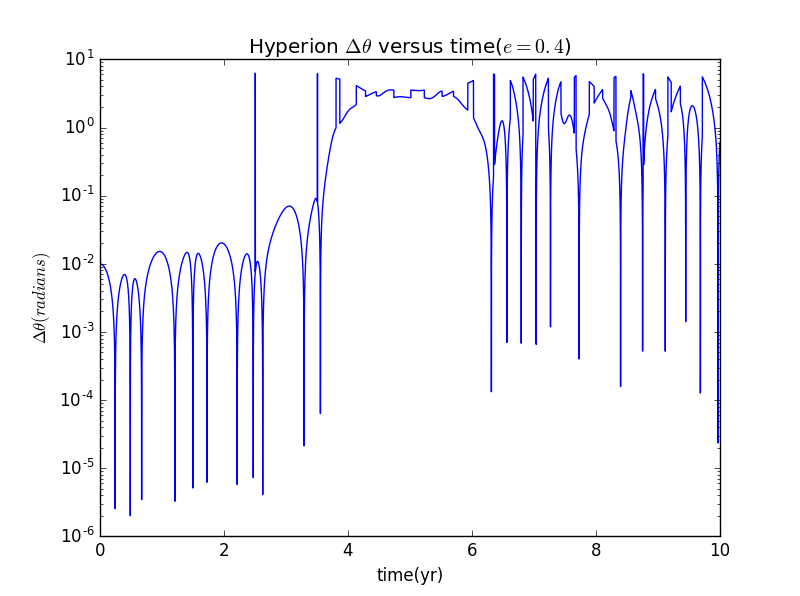 Hyperion Δθ versus time(e = 0.4)
10^1
10^0
10^-1
10^-2
10^-3
10^-4
10^-5
10^-6
Δθ(radians)
0 2 4 6 8 10
time(yr)